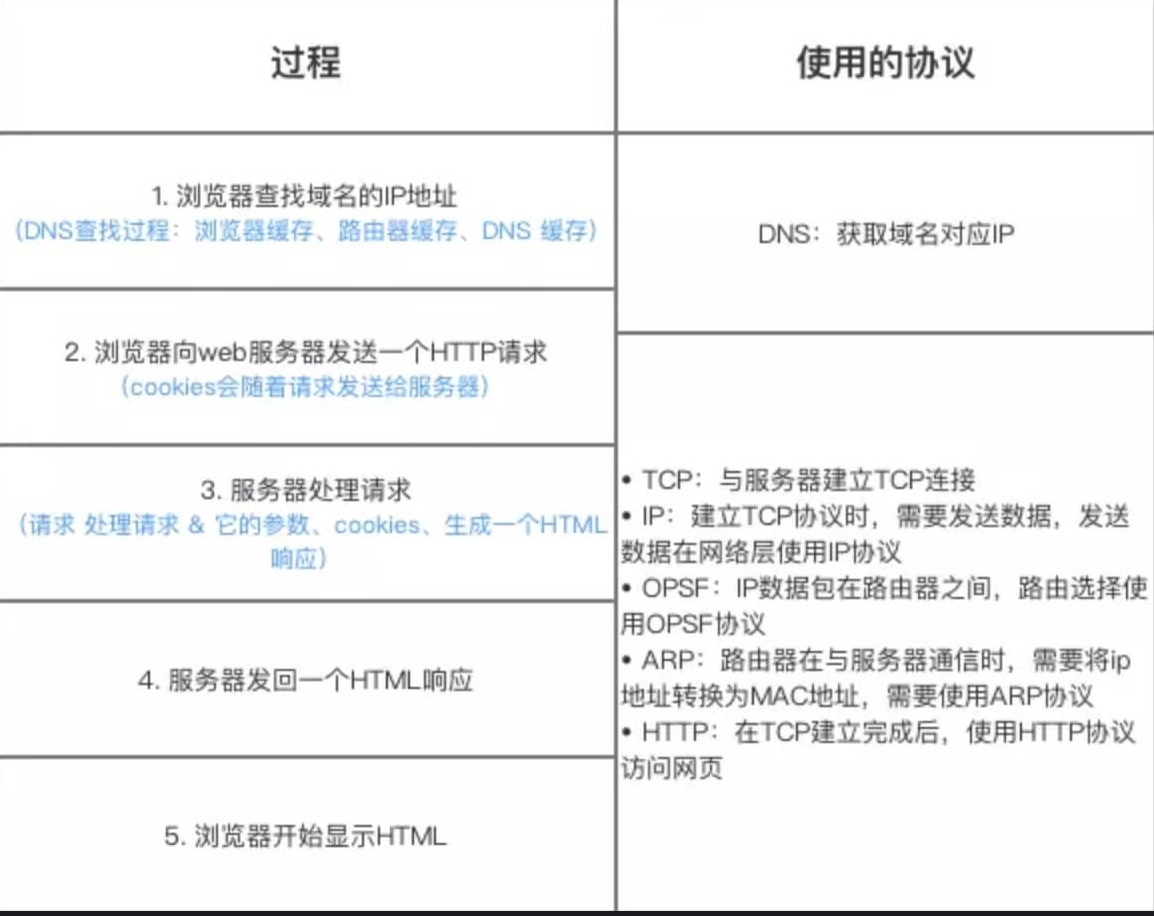 过程
使用的协议
1. 浏览器查找域名的IP地址
（DNS查找过程：浏览器缓存、路由器缓存、DNS 缓存）
DNS：获取域名对应IP
2. 浏览器向web服务器发送一个HTTP请求
（cookies会随着请求发送给服务器）
3. 服务器处理请求
（请求 处理请求 & 它的参数、cookies、生成一个HTML
响应）
4. 服务器发回一个HTML响应
5. 浏览器开始显示HTML
• TCP：与服务器建立TCP连接
• IP：建立TCP协议时，需要发送数据，发送
数据在网络层使用IP协议
• OPSF：IP数据包在路由器之间，路由选择使
用OPSF协议
• ARP：路由器在与服务器通信时，需要将ip
地址转换为MAC地址，需要使用ARP协议
• HTTP：在TCP建立完成后，使用HTTP协议
访问网页